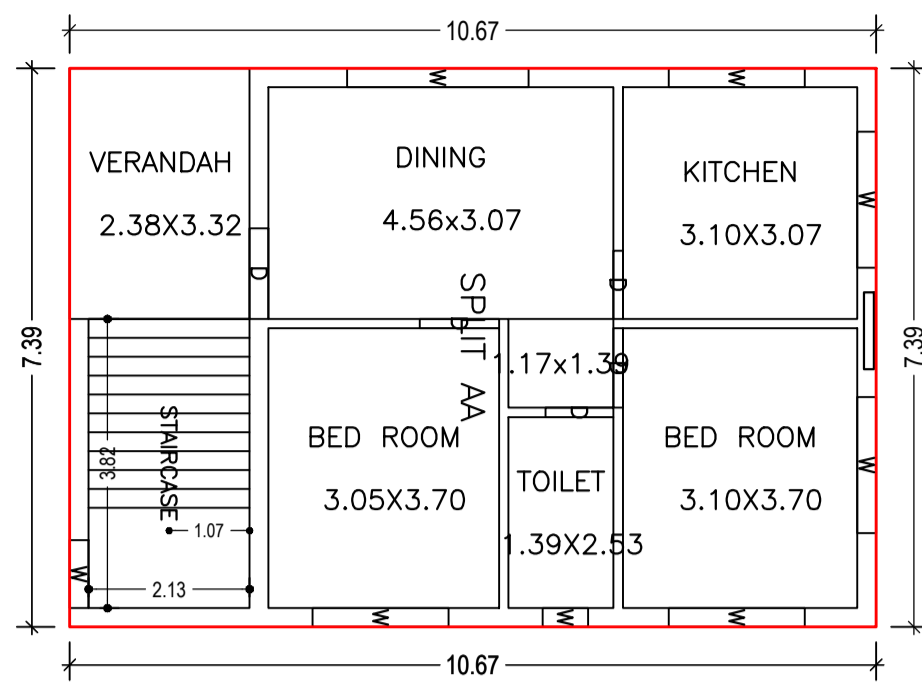 10.67
W
W
VERANDAH
2.38X3.32
DINING
4.56x3.07
KITCHEN
3.10X3.07
W
D
D
SPLIT AA
D
1.17x1.39
D
7.39
7.39
STAIRCASE
3.82
1.07
2.13
BED ROOM
3.05X3.70
D
TOILET
1.39X2.53
BED ROOM
3.10X3.70
W
W
W
W
W
10.67